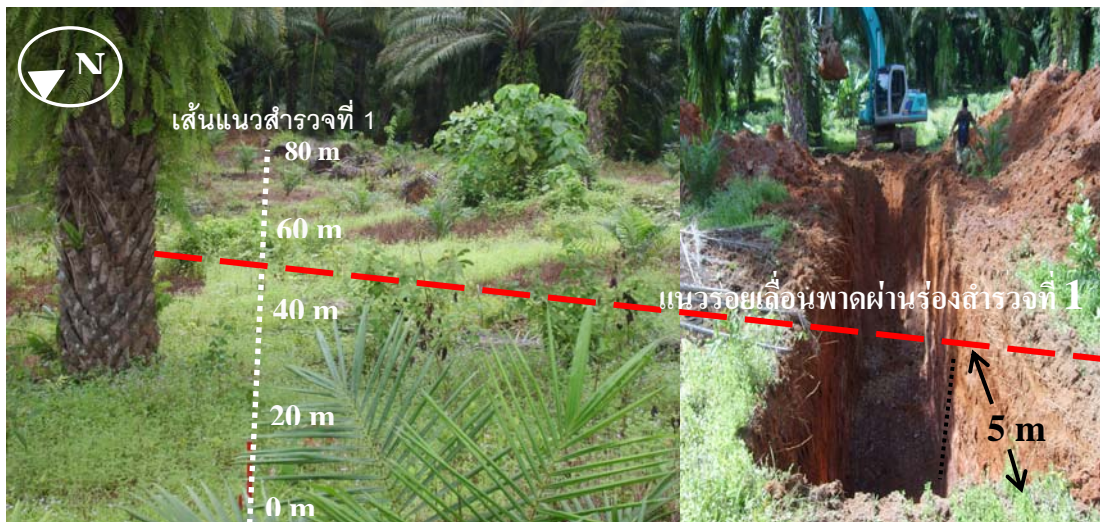 N
เส้นแนวสำรวจที่ 1
80 m
60 m
40 m
20 m
0 m
แนวรอยเลื่อนพาดผ่านร่องสำรวจที่ 1
5 m